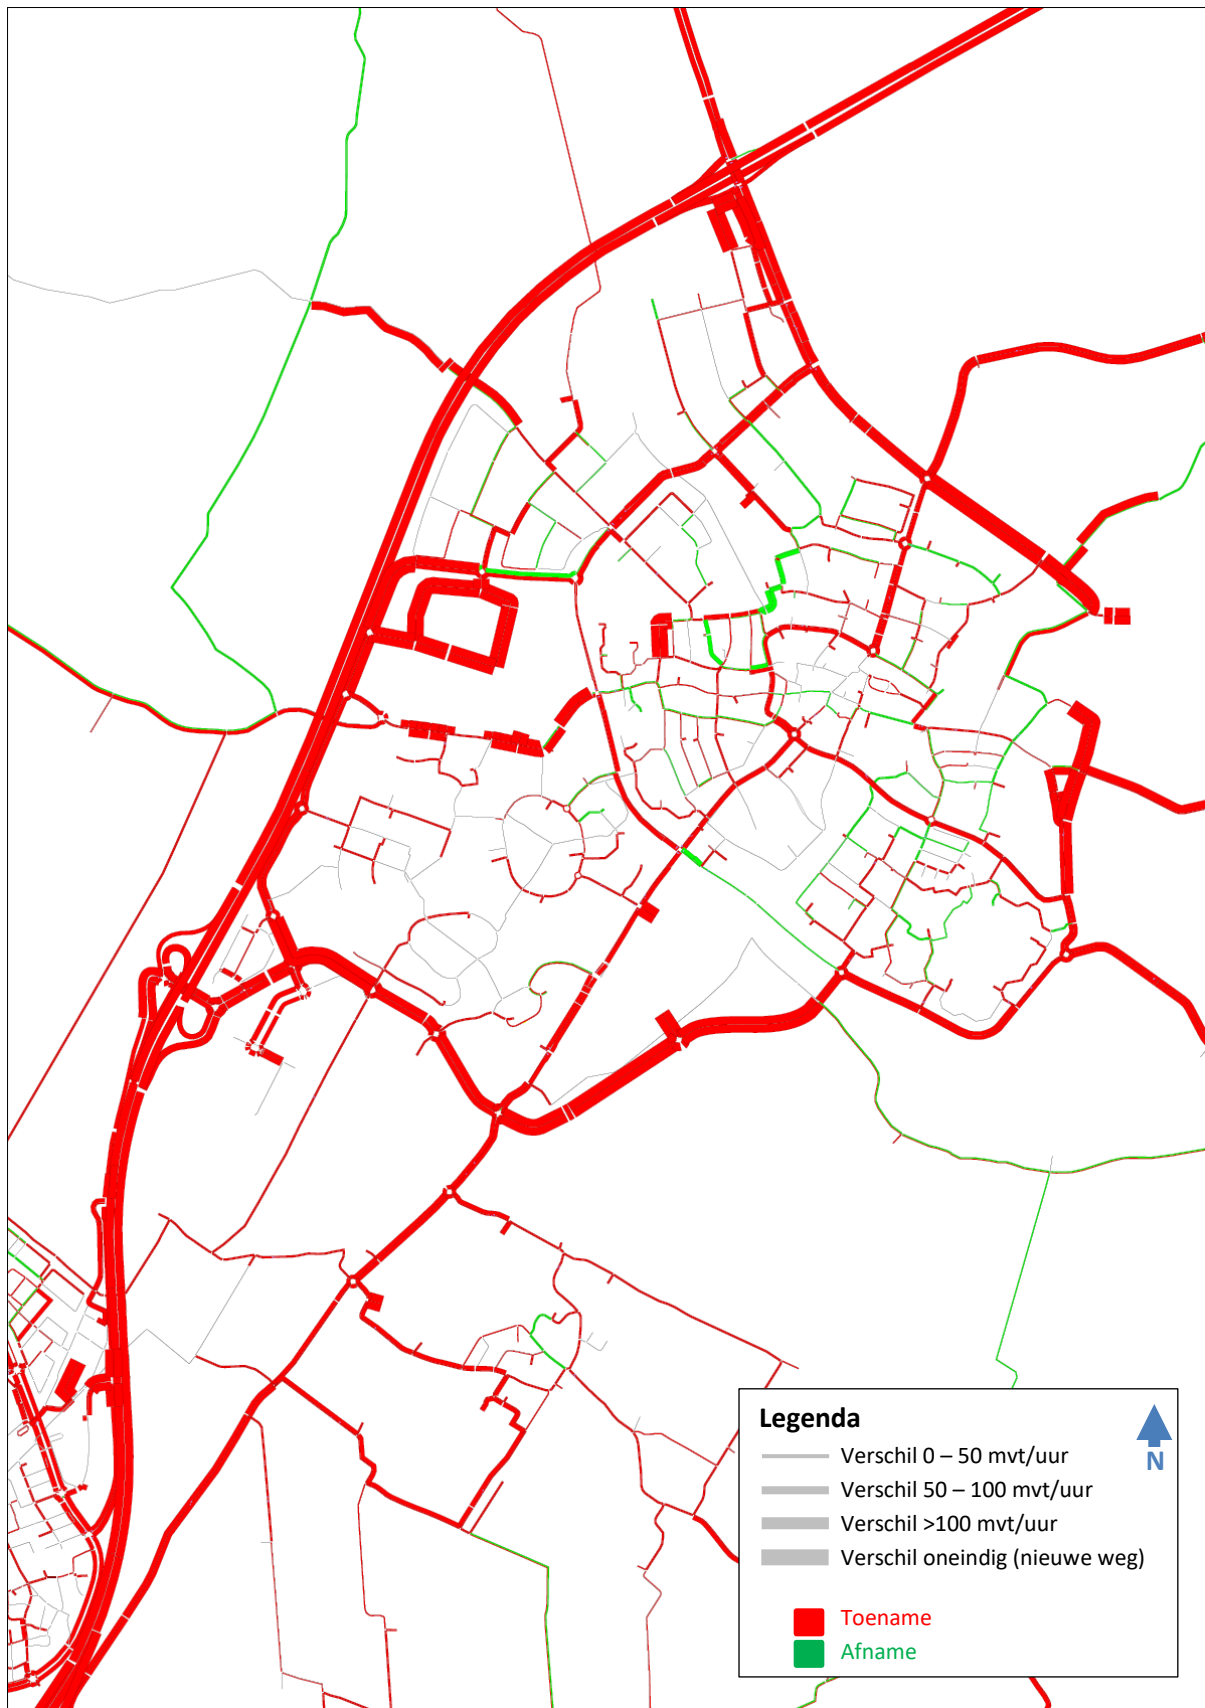 Legenda
N
Verschil 0 – 50 mvt/uur
Verschil 50 – 100 mvt/uur
Verschil >100 mvt/uur
Verschil oneindig (nieuwe weg)
Toename
Afname